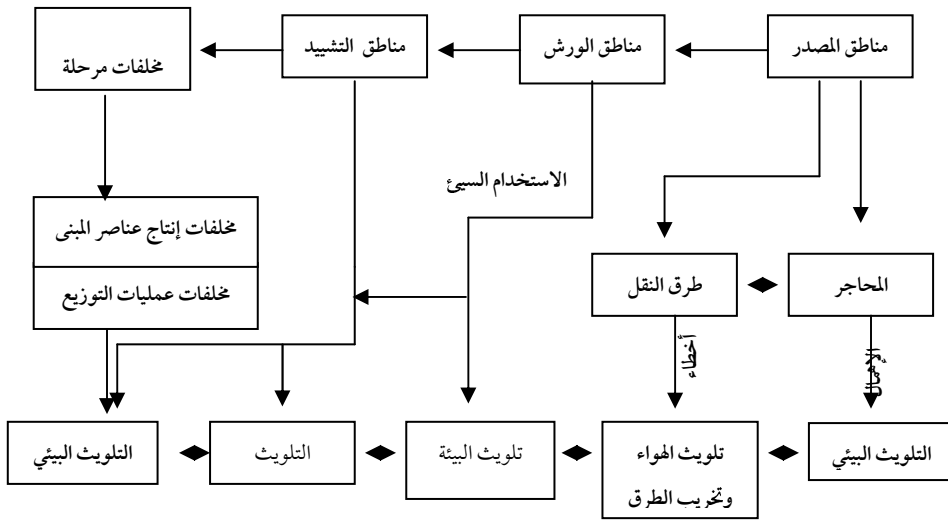 مناطق المصدر
مناطق الورش
مناطق التشييد
مخلفات مرحلة
الاستخدام السيئ
مخلفات إنتاج عناصر المبنى
مخلفات عمليات التوزيع
المحاجر
طرق النقل
الإهمال
أخطاء
التلويث البيئي
تلويث الهواء
وتخريب الطرق
تلويث البيئة
التلويث
التلويث البيئي